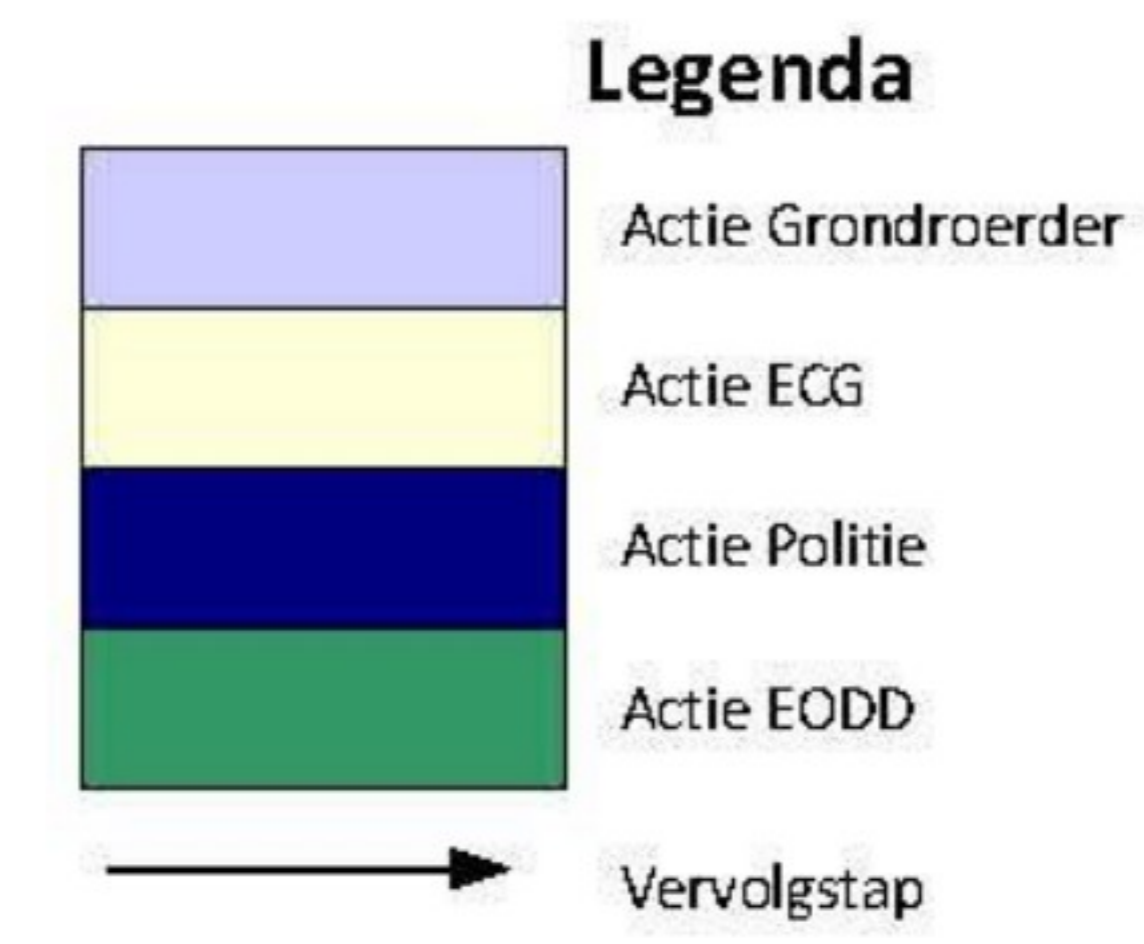 Legenda
Actie Grondroerder
Actie ECG
Actie Politie
Actie EODD
Vervolgstap